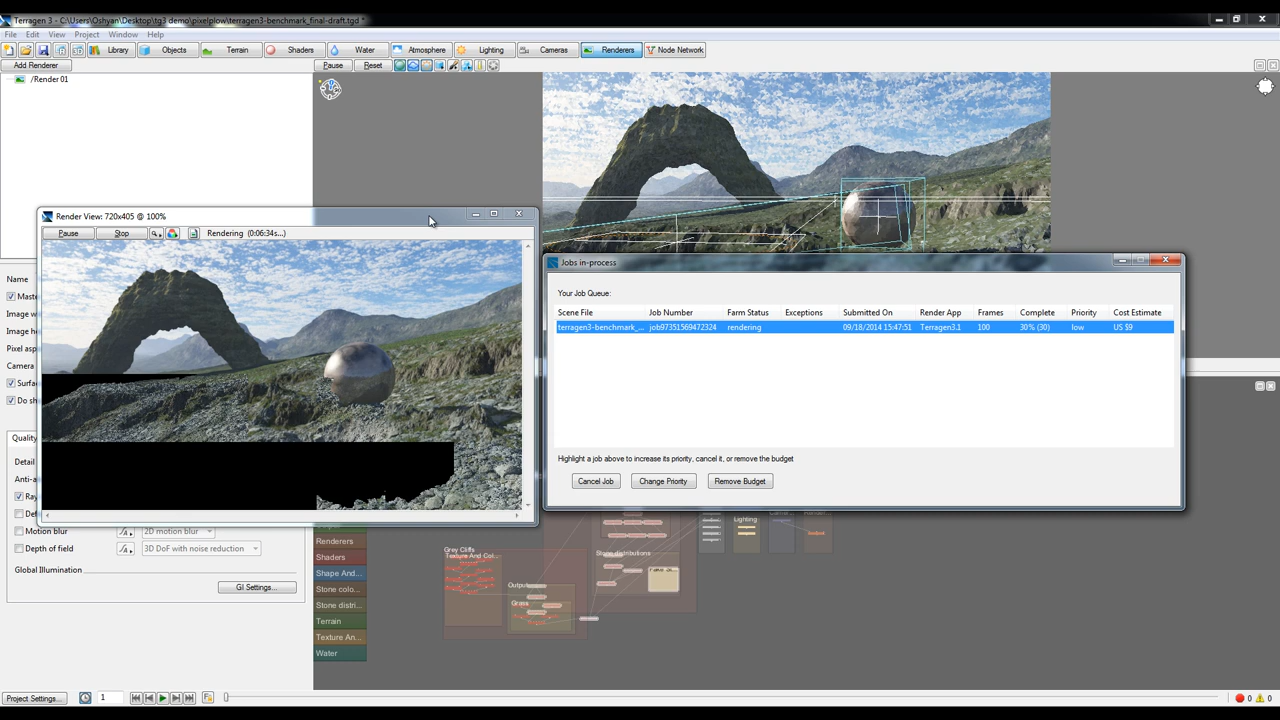 Terragen 3 - C:\Users\Oshyan\Desktop\tg3 demo\pixelplow\terragen3-benchmark_final-draft.tgd *
File Edit View Project Window Help
Library Objects Terrain Shaders Water Atmosphere Lighting Cameras Renderers Node Network
Add Renderer
Pause Reset
/Render 01
Render View: 720x405 @ 100%
Pause Stop Rendering (0:06:34s...)
Jobs in-process
Your Job Queue:
Scene File Job Number Farm Status Exceptions Submitted On Render App Frames Complete Priority Cost Estimate
terragen3-benchmark_... job97351569472324 rendering 09/18/2014 15:47:51 Terragen3.1 100 30% (30) low US $9
Highlight a job above to increase its priority, cancel it, or remove the budget
Cancel Job Change Priority Remove Budget
Name
Maste
Image w
Image he
Pixel aspe
Camera
Surfac
Do sha
Quality
Detail
Anti-a
Ray
Def
Motion blur 2D motion blur
Depth of field 3D DoF with noise reduction
Global Illumination
GI Settings...
Renderers
Shaders
Shape And...
Stone colo...
Stone distri...
Terrain
Texture An...
Water
Lighting
Grey Cliffs
Texture And Col...
Stone distributions
Output
Grass
Project Settings... 1
0 0